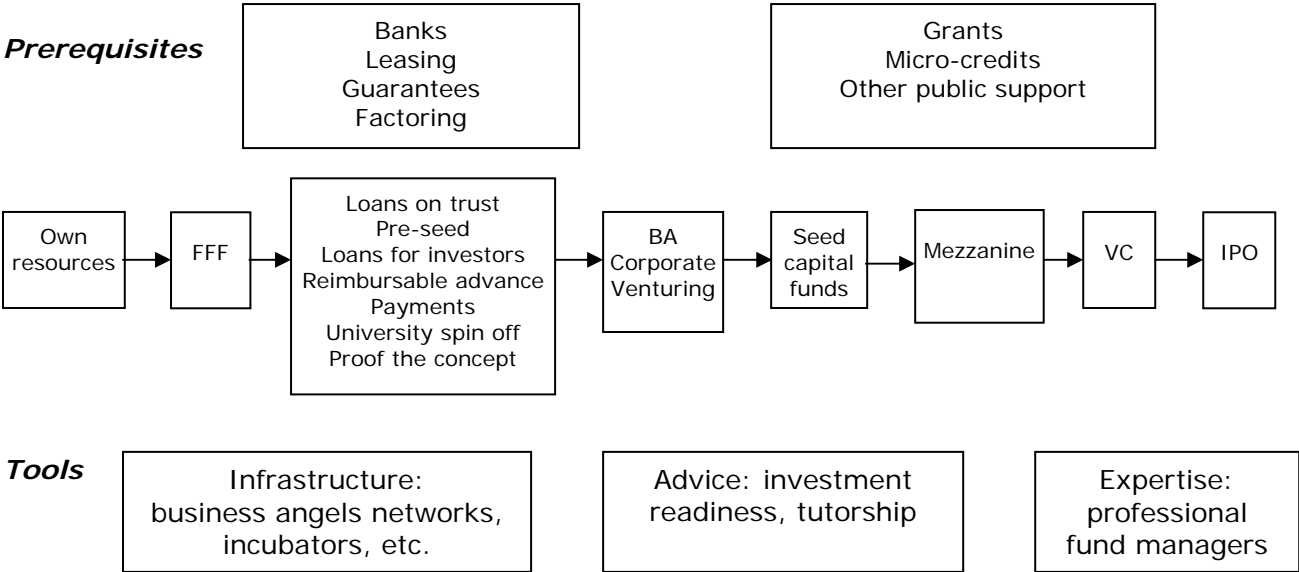 Prerequisites
Banks
Leasing
Guarantees
Factoring
Grants
Micro-credits
Other public support
Own
resources
FFF
Loans on trust
Pre-seed
Loans for investors
Reimbursable advance
Payments
University spin off
Proof the concept
BA
Corporate
Venturing
Seed
capital
funds
Mezzanine
VC
IPO
Tools
Infrastructure:
business angels networks,
incubators, etc.
Advice: investment
readiness, tutorship
Expertise:
professional
fund managers